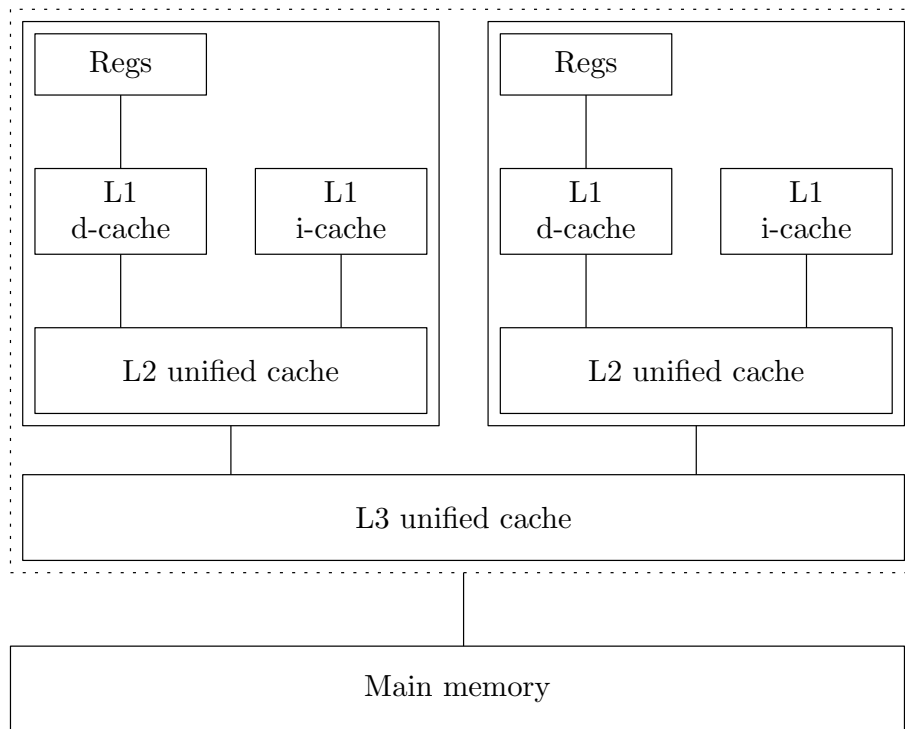 Regs
L1
d-cache
L1
i-cache
L2 unified cache
Regs
L1
d-cache
L1
i-cache
L2 unified cache
L3 unified cache
Main memory